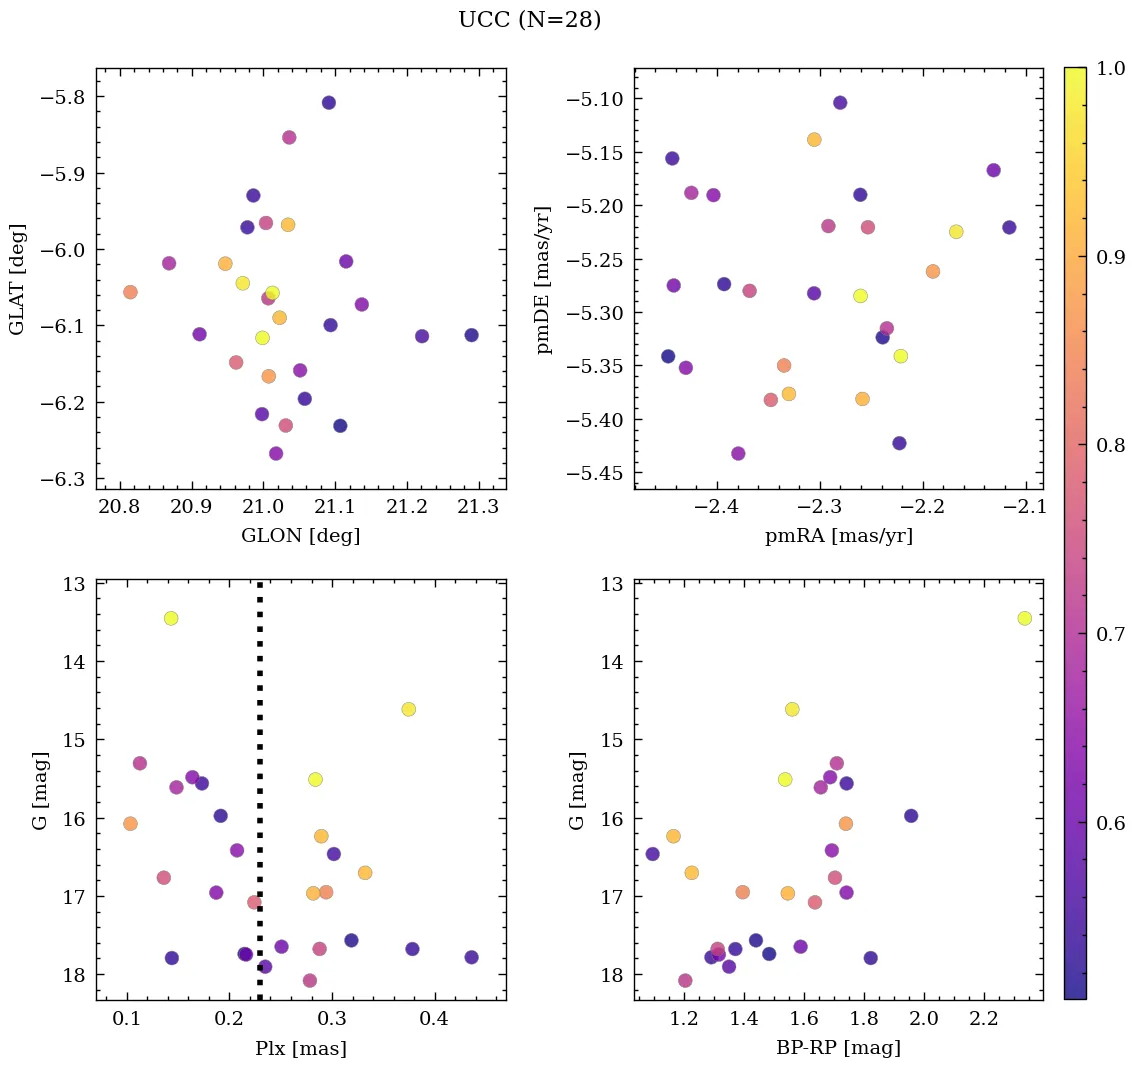 UCC (N=28)
−5.8
−5.9
−6.0
−6.1
−6.2
−6.3
GLAT [deg]
20.8 20.9 21.0 21.1 21.2 21.3
GLON [deg]
−5.10
−5.15
−5.20
−5.25
−5.30
−5.35
−5.40
−5.45
pmDE [mas/yr]
−2.4 −2.3 −2.2 −2.1
pmRA [mas/yr]
1.0
0.9
0.8
0.7
0.6
13
14
15
16
17
18
G [mag]
0.1 0.2 0.3 0.4
Plx [mas]
13
14
15
16
17
18
G [mag]
1.2 1.4 1.6 1.8 2.0 2.2
BP-RP [mag]